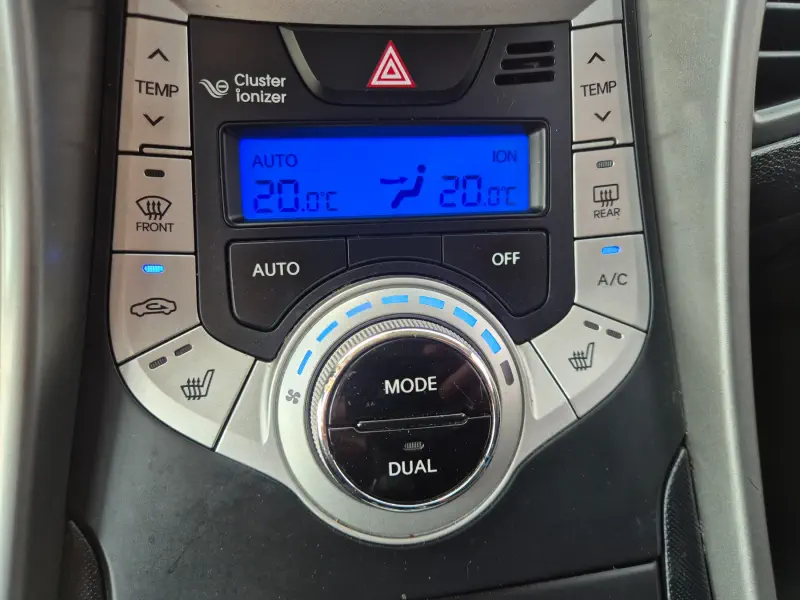 TEMP
Cluster
ionizer
TEMP
AUTO
ION
20.0°C
20.0°C
FRONT
REAR
AUTO
OFF
A/C
MODE
DUAL